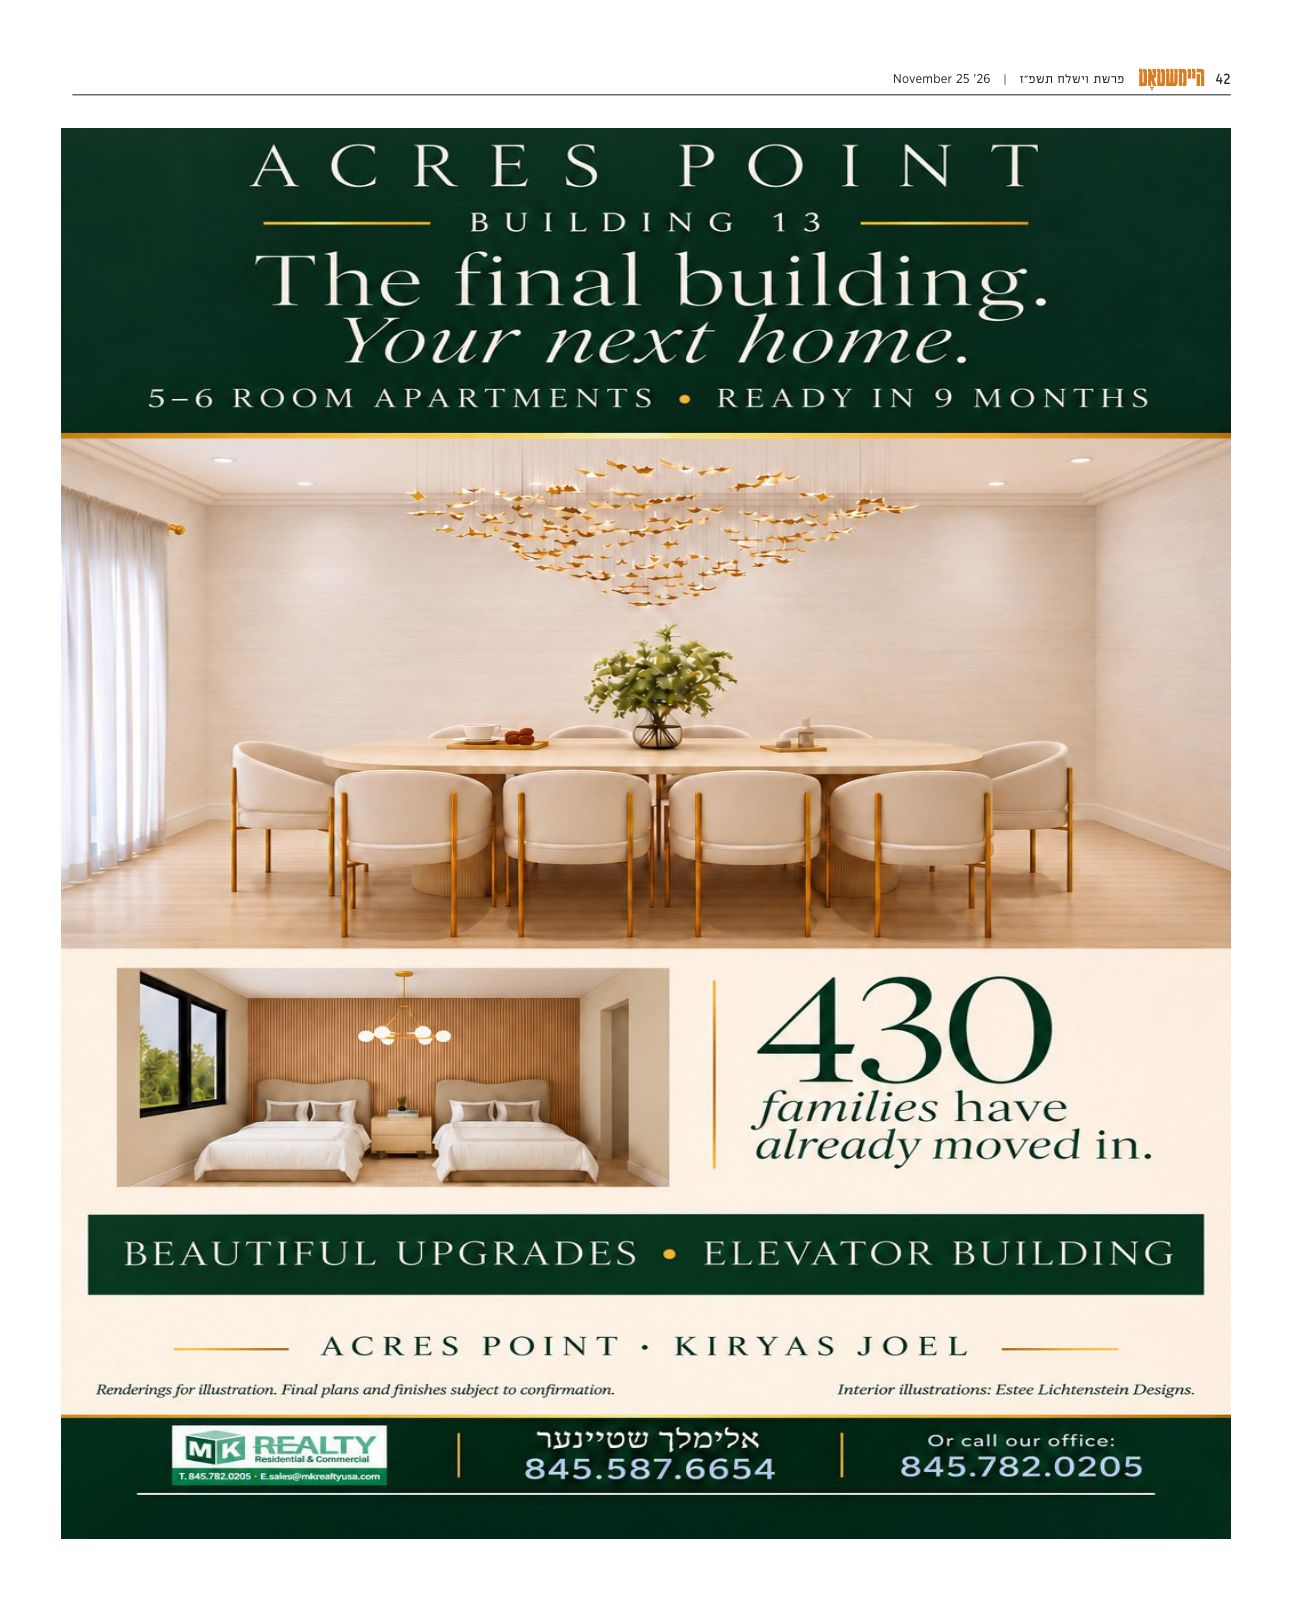 November 25 '26 | פרשת וישלח תשפ״ז היימשטאָט 42
ACRES POINT
BUILDING 13
The final building.
Your next home.
5–6 ROOM APARTMENTS • READY IN 9 MONTHS
430
families have
already moved in.
BEAUTIFUL UPGRADES • ELEVATOR BUILDING
ACRES POINT · KIRYAS JOEL
Renderings for illustration. Final plans and finishes subject to confirmation.
Interior illustrations: Estee Lichtenstein Designs.
MK REALTY
Residential & Commercial
T. 845.782.0205 · E.sales@mkrealtyusa.com
אלימלך שטיינער
845.587.6654
Or call our office:
845.782.0205